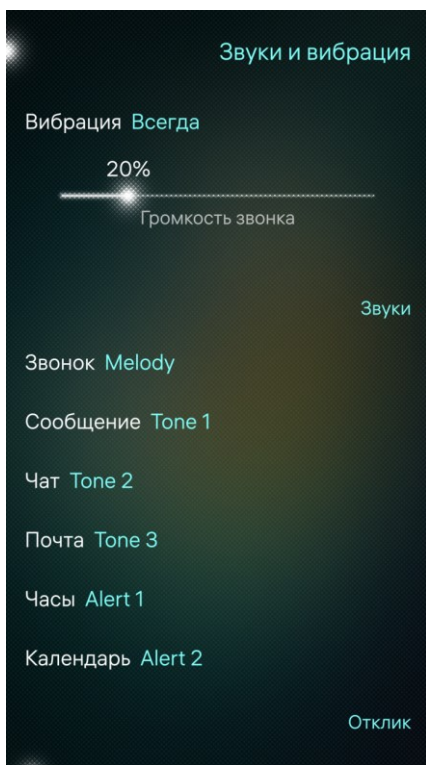 Звуки и вибрация
Вибрация Всегда
20%
Громкость звонка
Звуки
Звонок Melody
Сообщение Tone 1
Чат Tone 2
Почта Tone 3
Часы Alert 1
Календарь Alert 2
Отклик